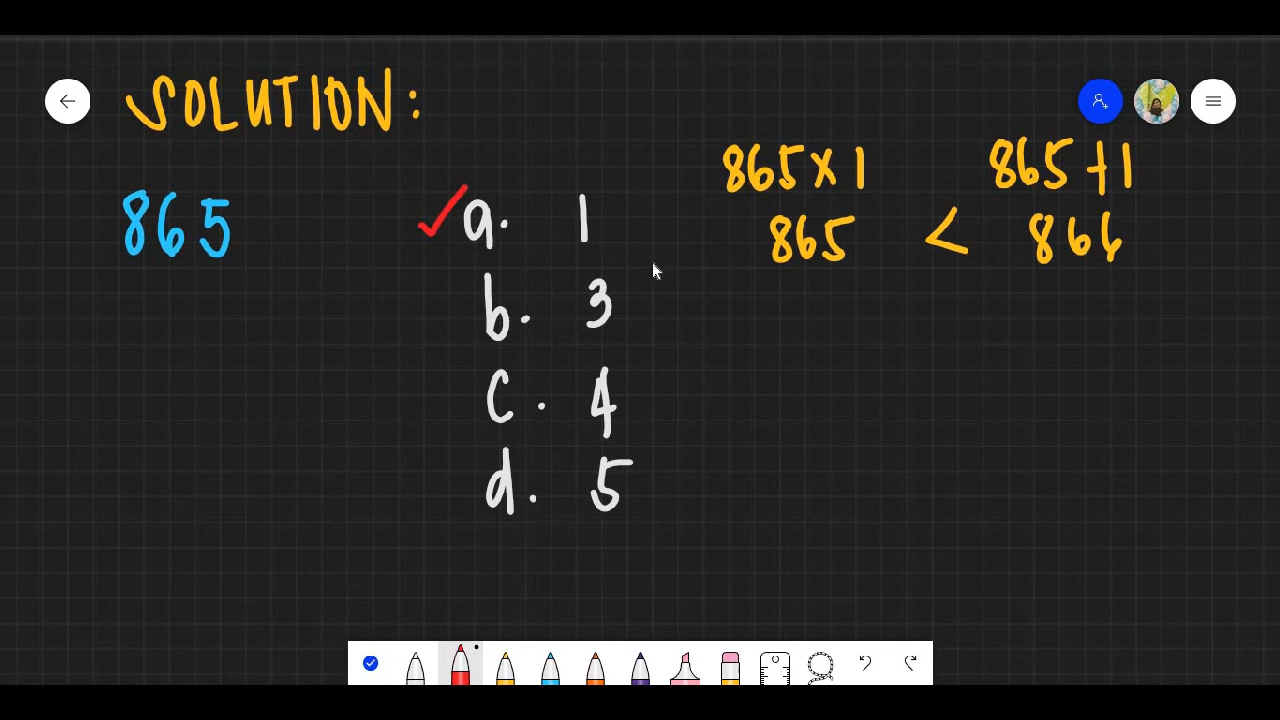 SOLUTION:
865
a. 1
b. 3
c. 4
d. 5
865 x 1
865 + 1
865 < 866